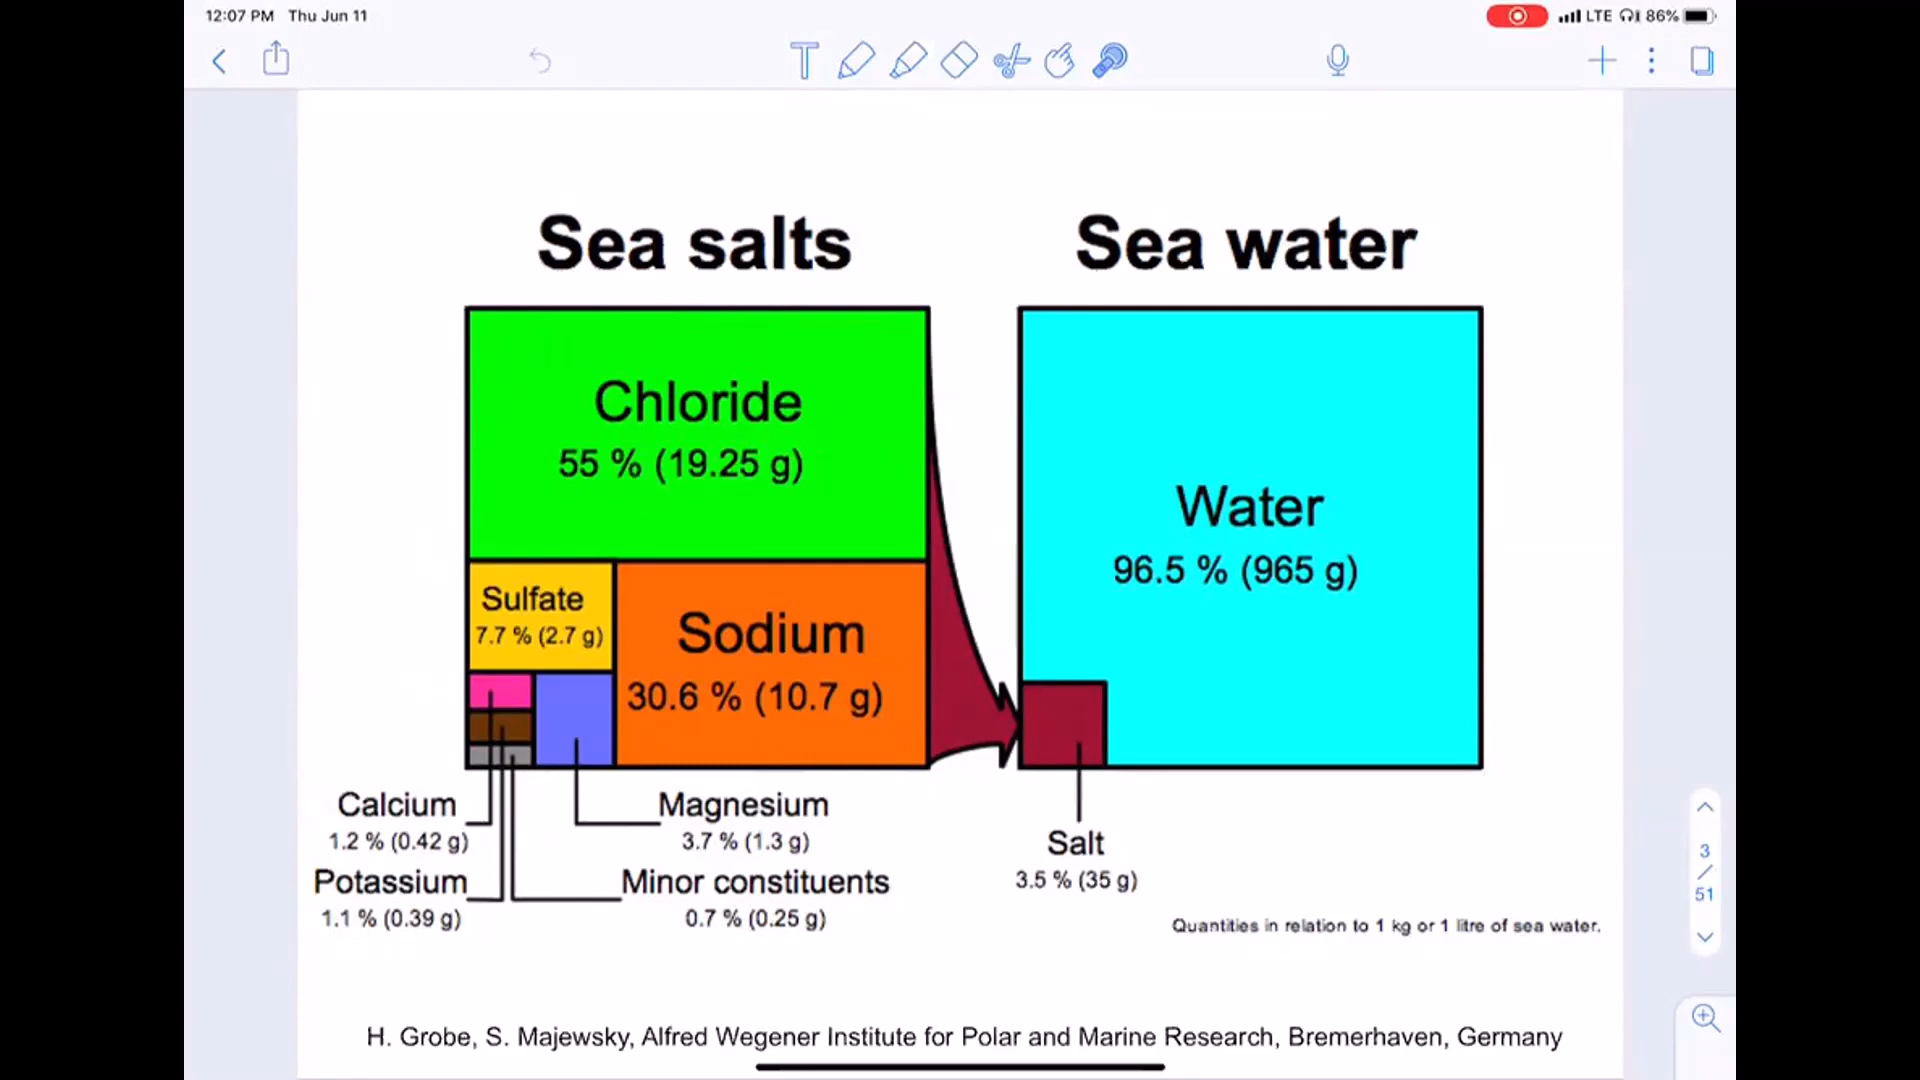 12:07 PM Thu Jun 11
LTE 86%
Sea salts
Sea water
Chloride
55 % (19.25 g)
Sulfate
7.7 % (2.7 g)
Sodium
30.6 % (10.7 g)
Water
96.5 % (965 g)
Calcium
1.2 % (0.42 g)
Magnesium
3.7 % (1.3 g)
Potassium
1.1 % (0.39 g)
Minor constituents
0.7 % (0.25 g)
Salt
3.5 % (35 g)
Quantities in relation to 1 kg or 1 litre of sea water.
3
/
51
H. Grobe, S. Majewsky, Alfred Wegener Institute for Polar and Marine Research, Bremerhaven, Germany